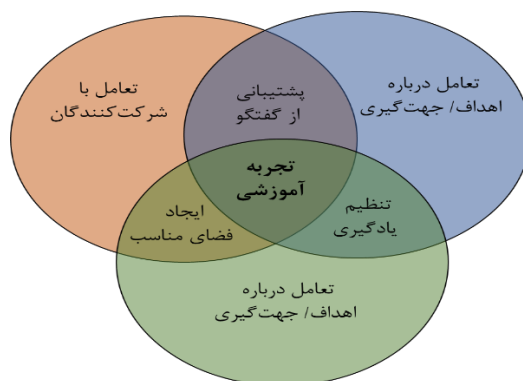 تعامل با
شرکت‌کنندگان
پشتیبانی
از گفتگو
تعامل درباره
اهداف/ جهت‌گیری
تجربه
آموزشی
ایجاد
فضای مناسب
تنظیم
یادگیری
تعامل درباره
اهداف/ جهت‌گیری